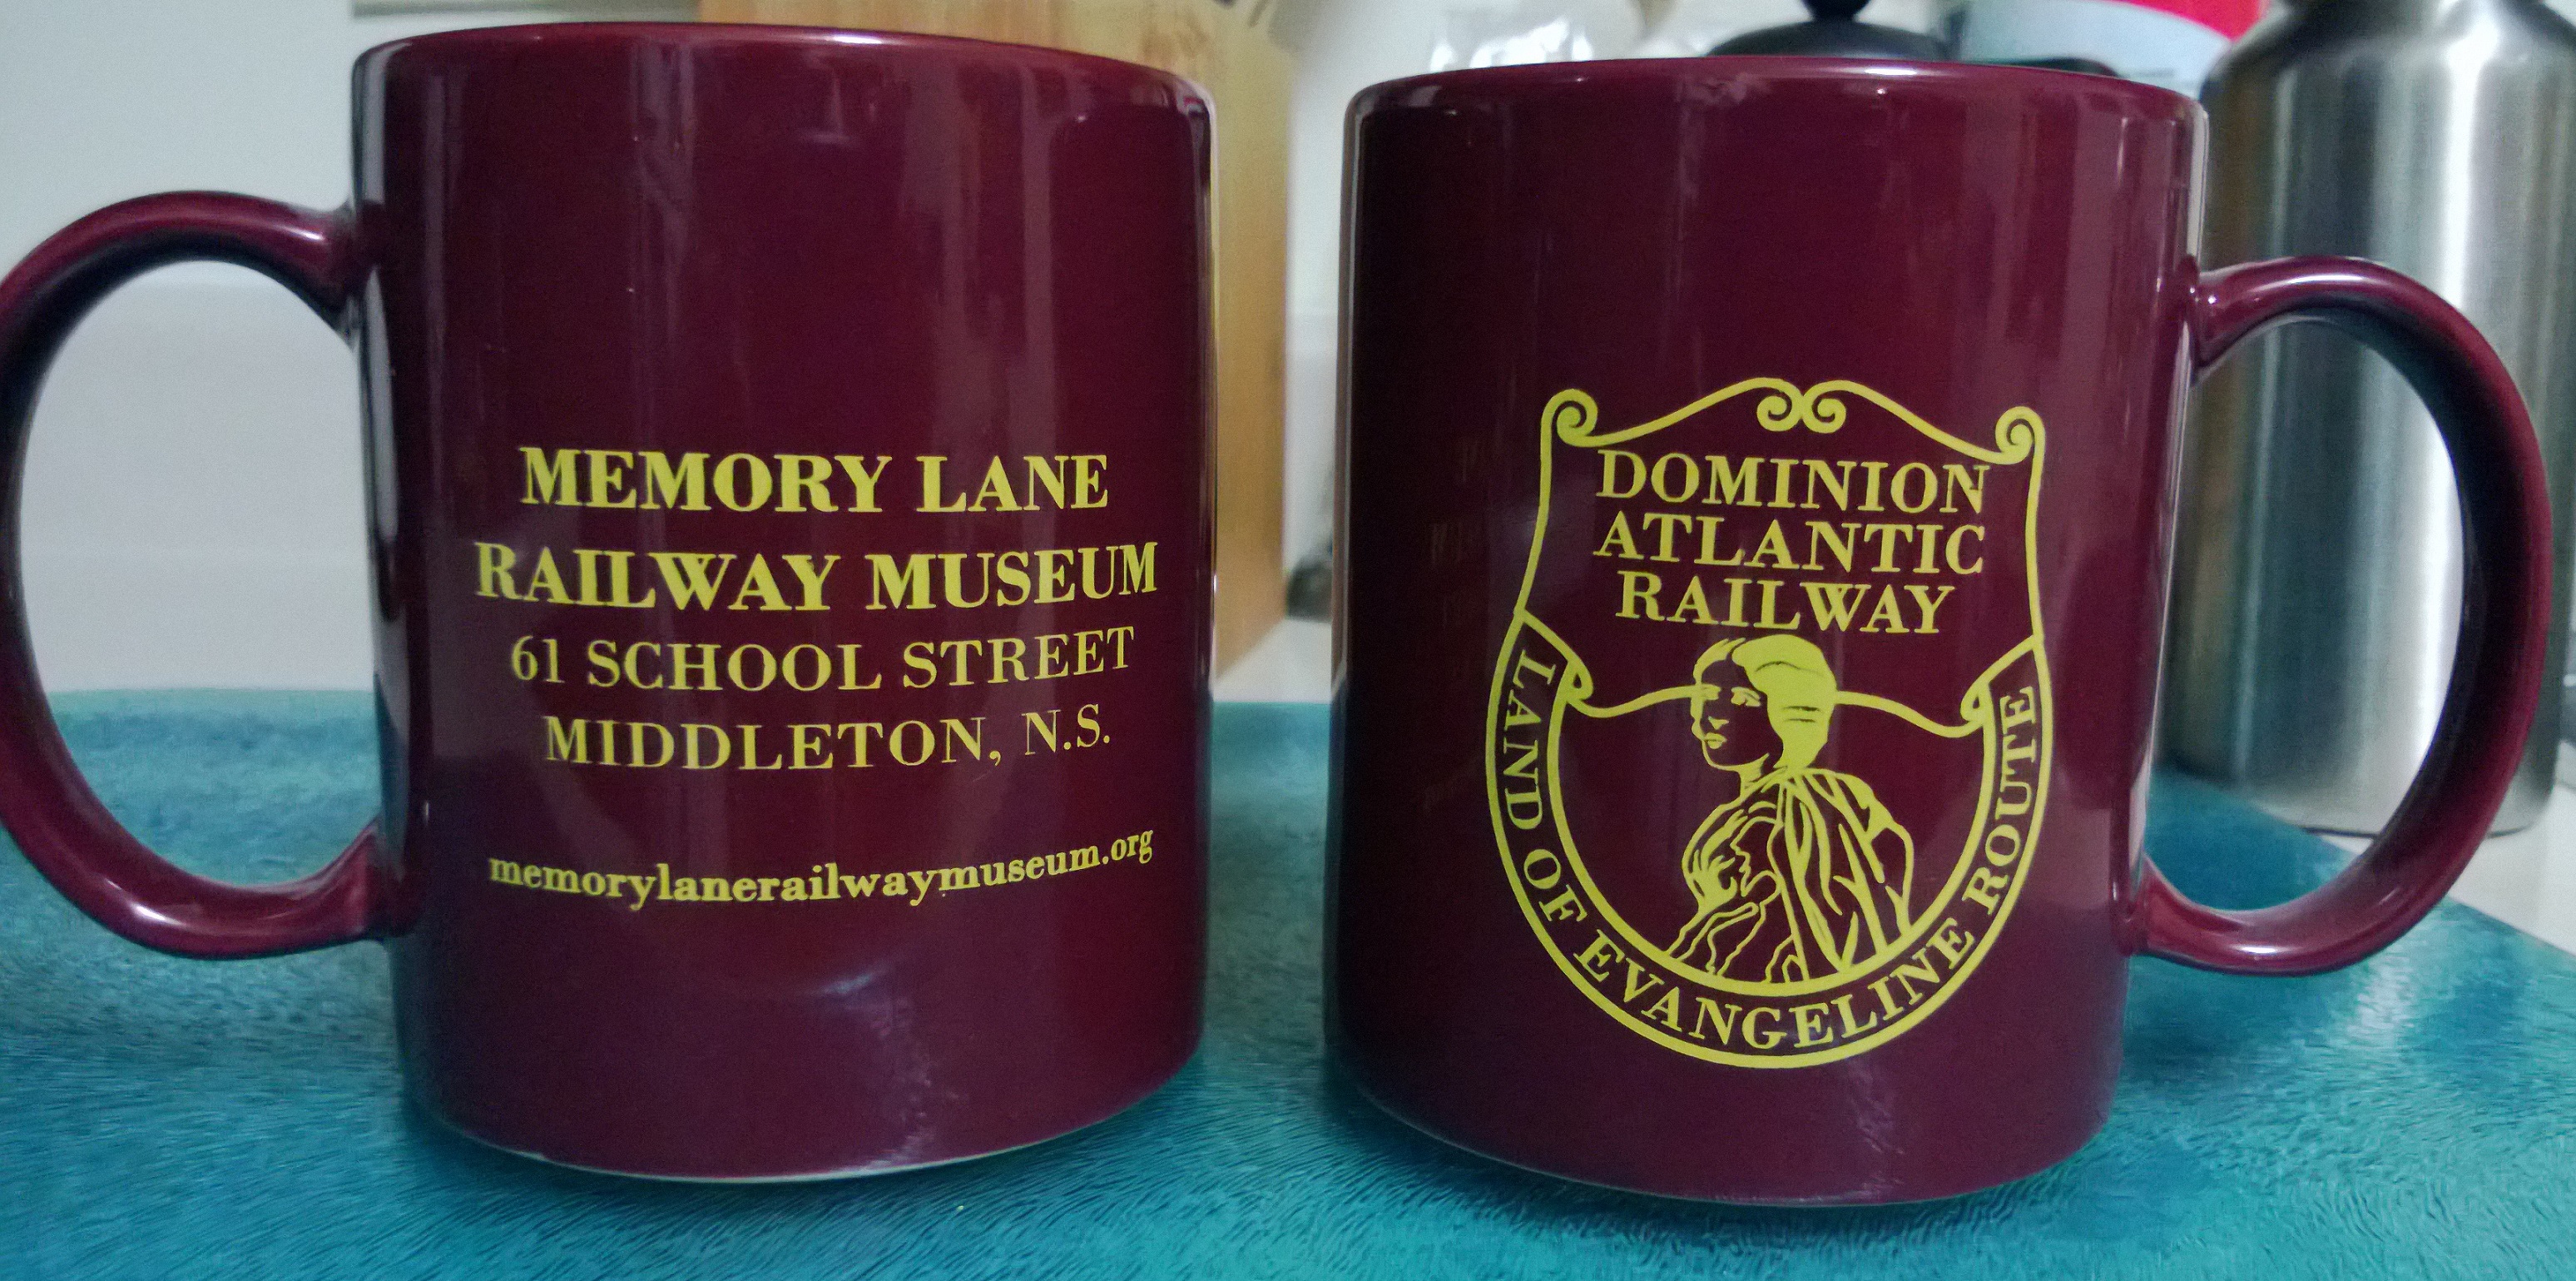 MEMORY LANE
RAILWAY MUSEUM
61 SCHOOL STREET
MIDDLETON, N.S.
memorylanerailwaymuseum.org
DOMINION
ATLANTIC
RAILWAY
LAND OF EVANGELINE ROUTE